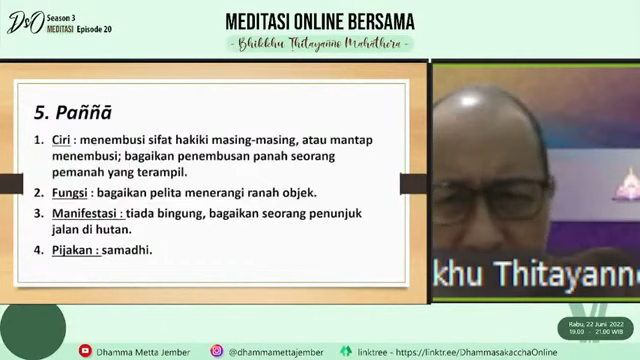 DsO Season 3
MEDITASI Episode 20
MEDITASI ONLINE BERSAMA
- Bhikkhu Thitayanno Mahathera -
5. Paññā
1. Ciri : menembusi sifat hakiki masing-masing, atau mantap
menembusi; bagaikan penembusan panah seorang
pemanah yang terampil.
2. Fungsi : bagaikan pelita menerangi ranah objek.
3. Manifestasi : tiada bingung, bagaikan seorang penunjuk
jalan di hutan.
4. Pijakan : samadhi.
khu Thitayanno
Rabu, 22 Juni 2022
19.00 - 21.00 WIB
Dhamma Metta Jember
@dhammamettajember
linktree - https://linktr.ee/DhammasakacchaOnline